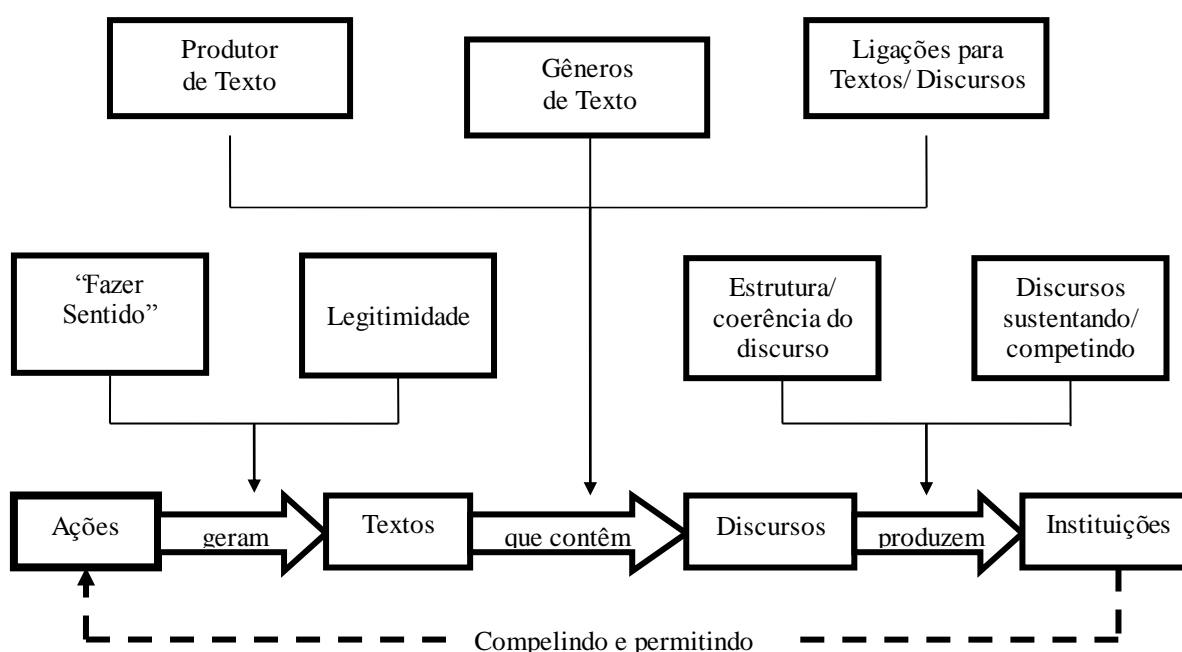 Produtor
de Texto
Gêneros
de Texto
Ligações para
Textos/ Discursos
“Fazer
Sentido”
Legitimidade
Estrutura/
coerência do
discurso
Discursos
sustentando/
competindo
Ações
geram
Textos
que contêm
Discursos
produzem
Instituições
Compelindo e permitindo